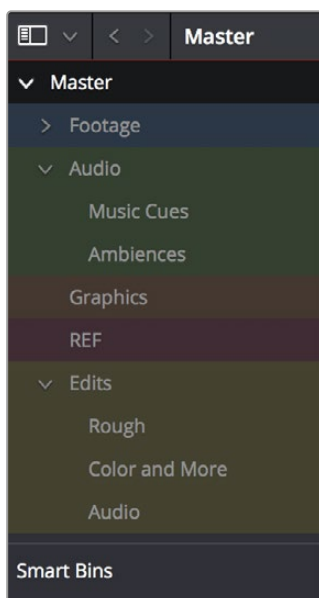 Master
Master
Footage
Audio
Music Cues
Ambiences
Graphics
REF
Edits
Rough
Color and More
Audio
Smart Bins